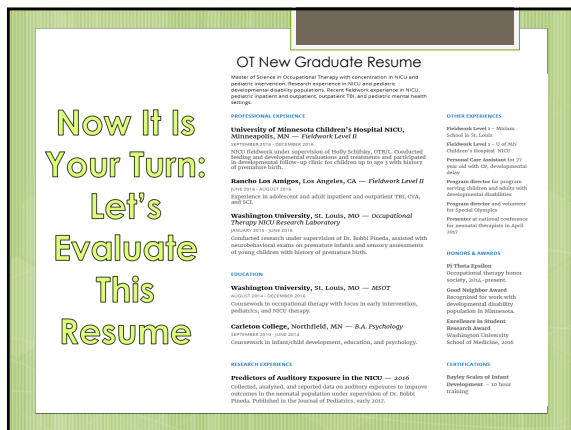 Now It Is
Your Turn:
Let's
Evaluate
This
Resume
OT New Graduate Resume
Master of Science in Occupational Therapy with concentration in NICU and
pediatric intervention. Research experience in NICU and pediatric
developmental disability populations. Recent fieldwork experience in NICU,
pediatric inpatient and outpatient, outpatient TBI, and pediatric mental health
settings.
PROFESSIONAL EXPERIENCE
University of Minnesota Children's Hospital NICU,
Minneapolis, MN — Fieldwork Level II
SEPTEMBER 2016 - DECEMBER 2016
NICU fieldwork under supervision of Holly Schifsky, OTR/L. Conducted
feeding and developmental evaluations and treatments and participated
in developmental follow-up clinic for children up to age 3 with history
of premature birth.
Rancho Los Amigos, Los Angeles, CA — Fieldwork Level II
JUNE 2016 - AUGUST 2016
Experience in adolescent and adult inpatient and outpatient TBI, CVA,
and SCI.
Washington University, St. Louis, MO — Occupational
Therapy NICU Research Laboratory
JANUARY 2015 - JUNE 2016
Conducted research under supervision of Dr. Bobbi Pineda, assisted with
neurobehavioral exams on premature infants and sensory assessments
of young children with history of premature birth.
EDUCATION
Washington University, St. Louis, MO — MSOT
AUGUST 2014 - DECEMBER 2016
Coursework in occupational therapy with focus in early intervention,
pediatrics, and NICU therapy.
Carleton College, Northfield, MN — B.A. Psychology
SEPTEMBER 2010 - JUNE 2014
Coursework in infant/child development, education, and psychology.
RESEARCH EXPERIENCE
Predictors of Auditory Exposure in the NICU — 2016
Collected, analyzed, and reported data on auditory exposures to improve
outcomes in the neonatal population under supervision of Dr. Bobbi
Pineda. Published in the Journal of Pediatrics, early 2017.
OTHER EXPERIENCES
Fieldwork Level 1 - Miriam
School in St. Louis
Fieldwork Level 1 - U of MN
Children's Hospital NICU
Personal Care Assistant for 77
year old with CP, developmental
delay
Program director for program
serving children and adults with
developmental disabilities
Program director and volunteer
for Special Olympics
Presenter at national conference
for neonatal therapists in April
2017
HONORS & AWARDS
Pi Theta Epsilon
Occupational therapy honor
society, 2014-present.
Good Neighbor Award
Recognized for work with
developmental disability
population in Minnesota.
Excellence in Student
Research Award
Washington University
School of Medicine, 2016
CERTIFICATIONS
Bayley Scales of Infant
Development - 10 hour
training